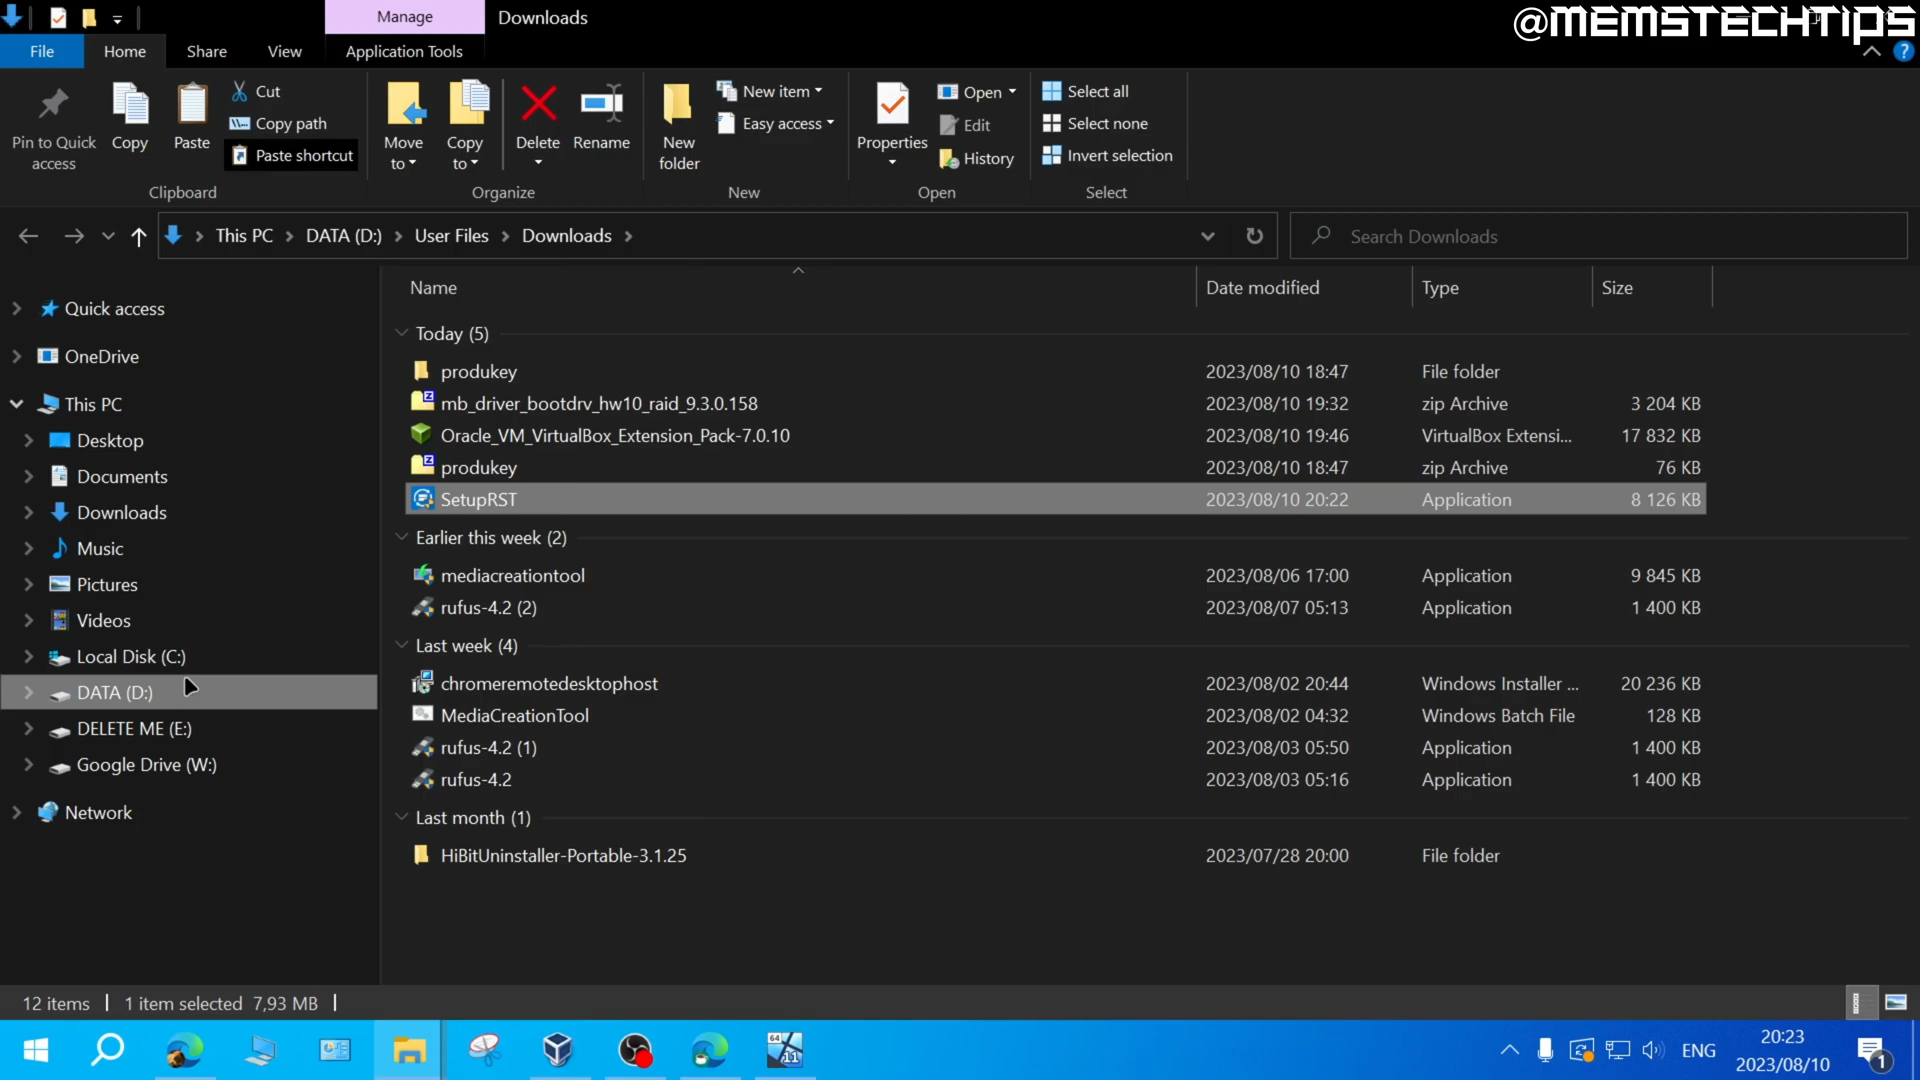 Manage
Downloads
@MEMSTECHTIPS
File
Home
Share
View
Application Tools
Pin to Quick access
Copy
Paste
Cut
Copy path
Paste shortcut
Clipboard
Move to
Copy to
Delete
Rename
Organize
New folder
New item
Easy access
New
Properties
Open
Edit
History
Open
Select all
Select none
Invert selection
Select
This PC
DATA (D:)
User Files
Downloads
Search Downloads
Quick access
OneDrive
This PC
Desktop
Documents
Downloads
Music
Pictures
Videos
Local Disk (C:)
DATA (D:)
DELETE ME (E:)
Google Drive (W:)
Network
Name Date modified Type Size
Today (5)
produkey 2023/08/10 18:47 File folder
mb_driver_bootdrv_hw10_raid_9.3.0.158 2023/08/10 19:32 zip Archive 3 204 KB
Oracle_VM_VirtualBox_Extension_Pack-7.0.10 2023/08/10 19:46 VirtualBox Extensi... 17 832 KB
produkey 2023/08/10 18:47 zip Archive 76 KB
SetupRST 2023/08/10 20:22 Application 8 126 KB
Earlier this week (2)
mediacreationtool 2023/08/06 17:00 Application 9 845 KB
rufus-4.2 (2) 2023/08/07 05:13 Application 1 400 KB
Last week (4)
chromeremotedesktophost 2023/08/02 20:44 Windows Installer ... 20 236 KB
MediaCreationTool 2023/08/02 04:32 Windows Batch File 128 KB
rufus-4.2 (1) 2023/08/03 05:50 Application 1 400 KB
rufus-4.2 2023/08/03 05:16 Application 1 400 KB
Last month (1)
HiBitUninstaller-Portable-3.1.25 2023/07/28 20:00 File folder
12 items
1 item selected 7,93 MB
64
11
ENG
20:23
2023/08/10
1